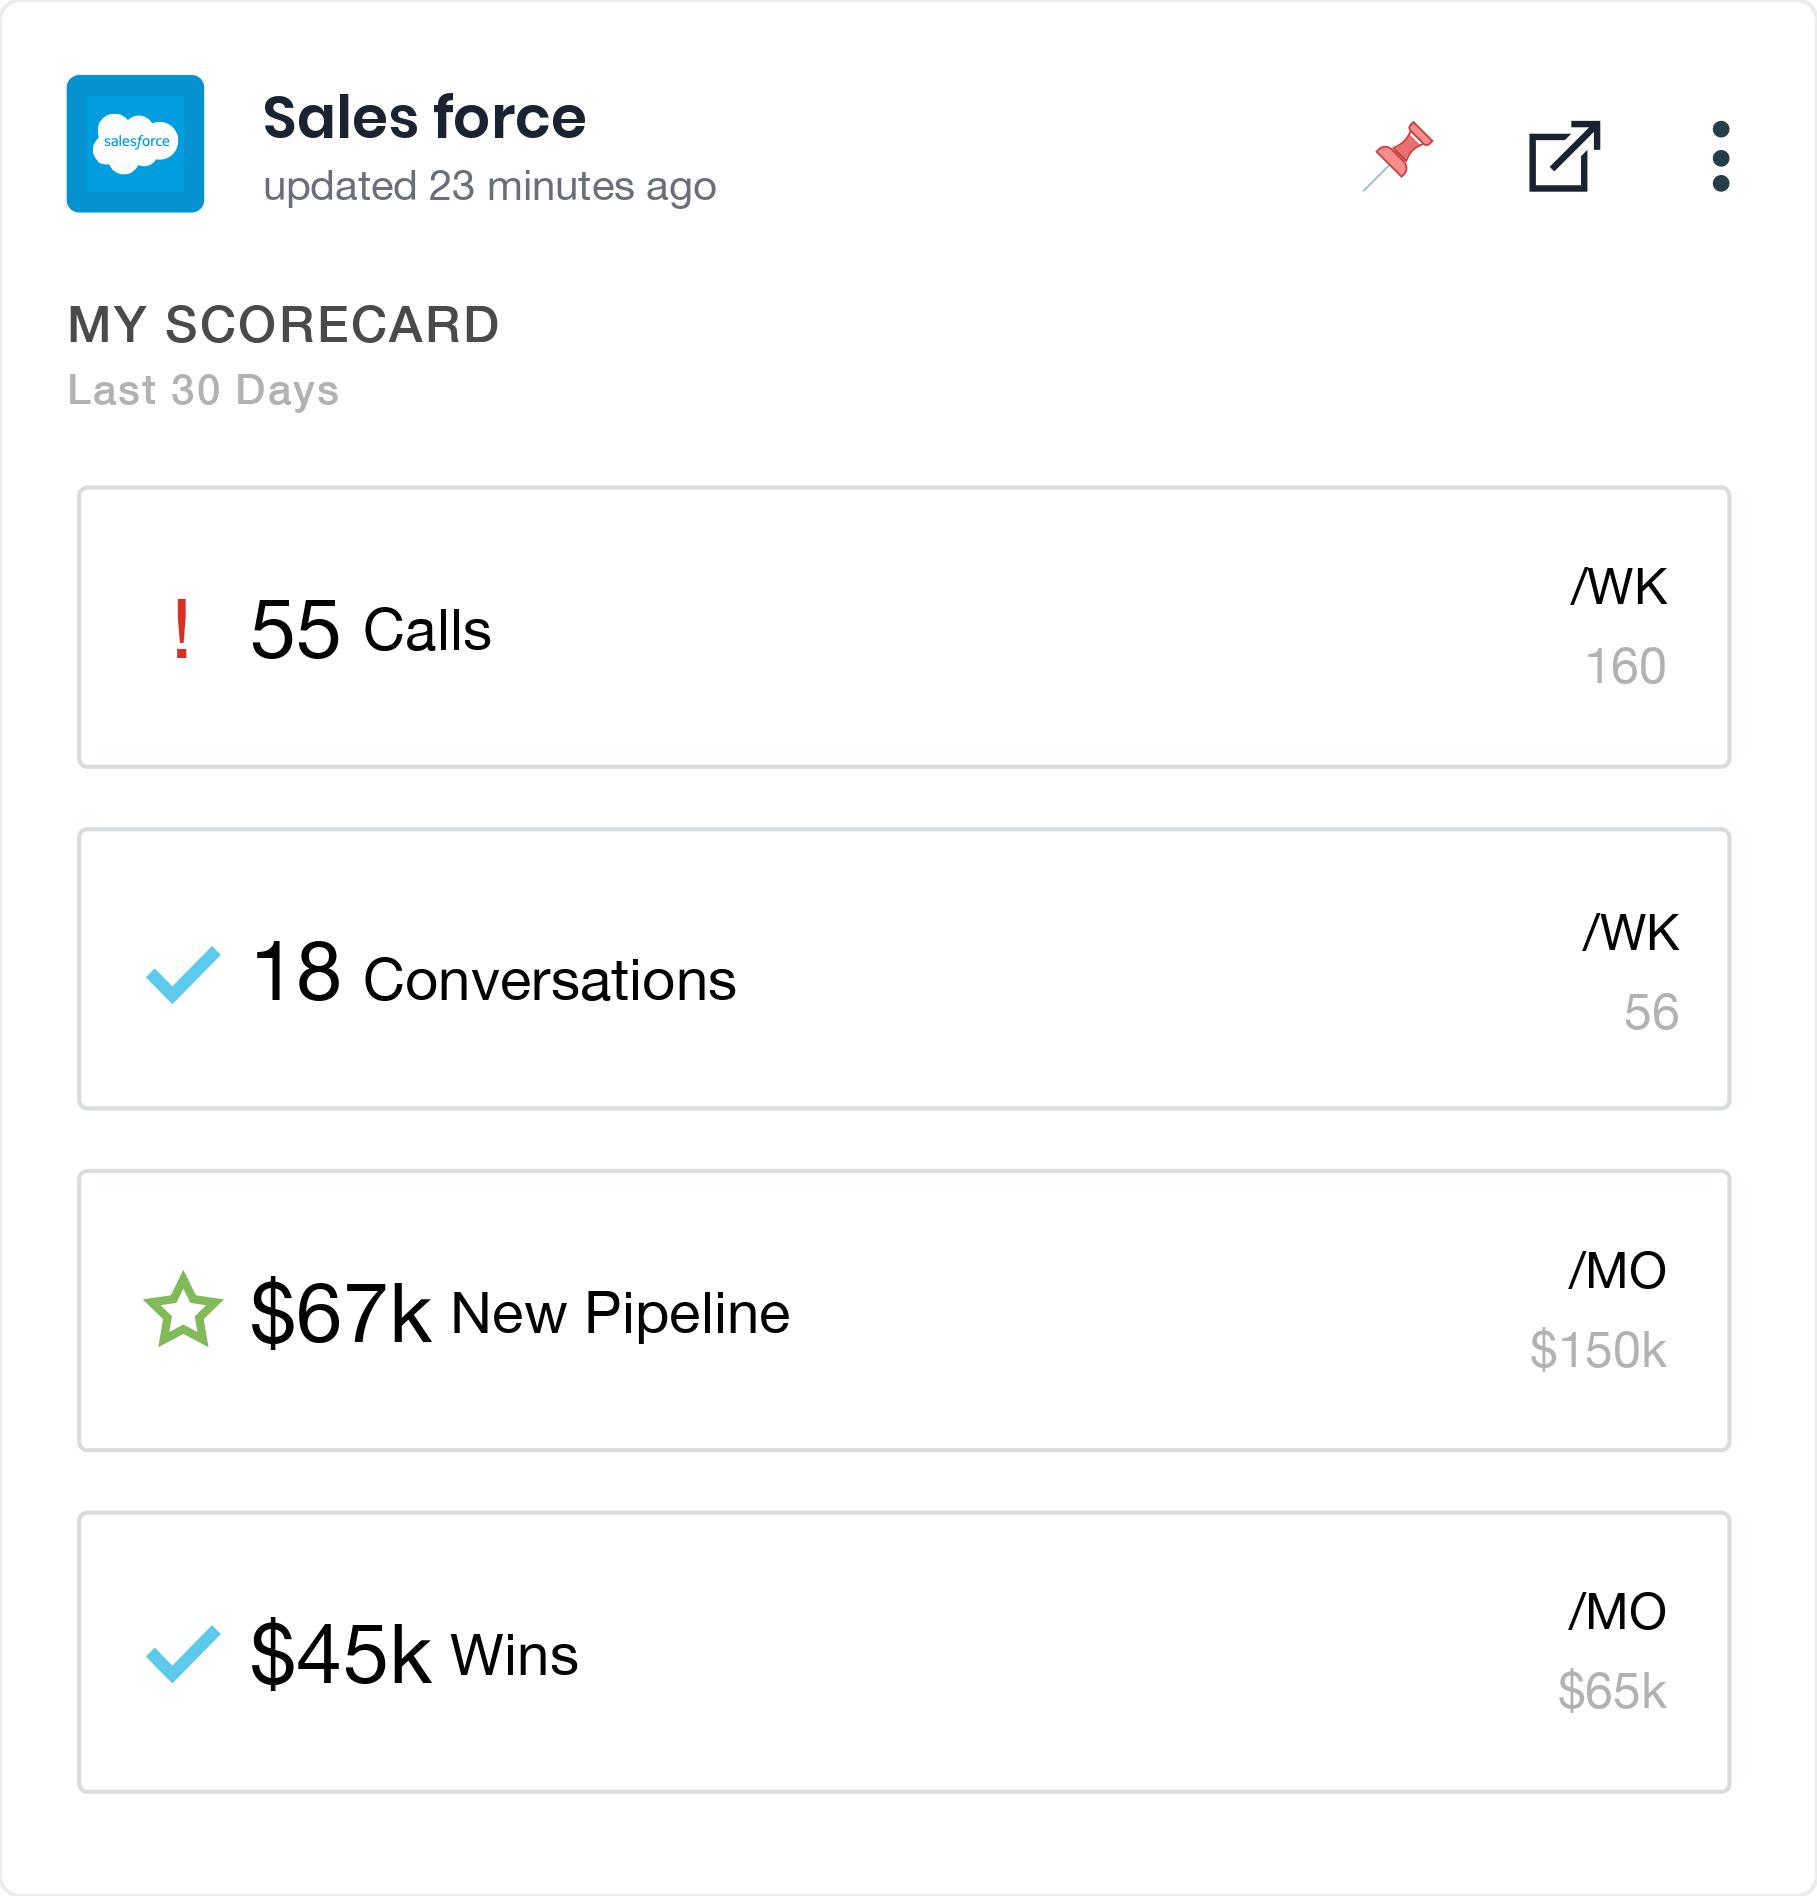 salesforce
Sales force
updated 23 minutes ago
MY SCORECARD
Last 30 Days
! 55 Calls
/WK
160
18 Conversations
/WK
56
$67k New Pipeline
/MO
$150k
$45k Wins
/MO
$65k